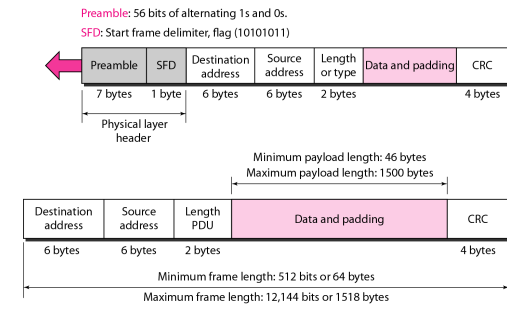 Preamble: 56 bits of alternating 1s and 0s.
SFD: Start frame delimiter, flag (10101011)
Preamble
SFD
Destination
address
Source
address
Length
or type
Data and padding
CRC
7 bytes
1 byte
6 bytes
6 bytes
2 bytes
4 bytes
Physical layer
header
Minimum payload length: 46 bytes
Maximum payload length: 1500 bytes
Destination
address
Source
address
Length
PDU
Data and padding
CRC
6 bytes
6 bytes
2 bytes
4 bytes
Minimum frame length: 512 bits or 64 bytes
Maximum frame length: 12,144 bits or 1518 bytes